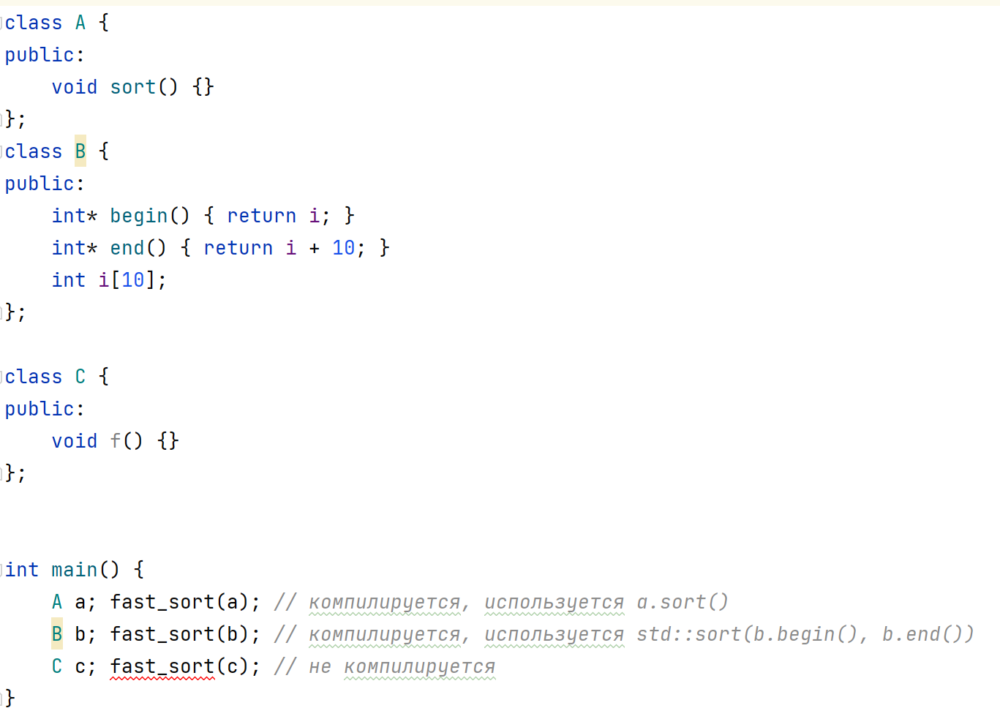 class A {
public:
    void sort() {}
};
class B {
public:
    int* begin() { return i; }
    int* end() { return i + 10; }
    int i[10];
};

class C {
public:
    void f() {}
};

int main() {
    A a; fast_sort(a); // компилируется, используется a.sort()
    B b; fast_sort(b); // компилируется, используется std::sort(b.begin(), b.end())
    C c; fast_sort(c); // не компилируется
}